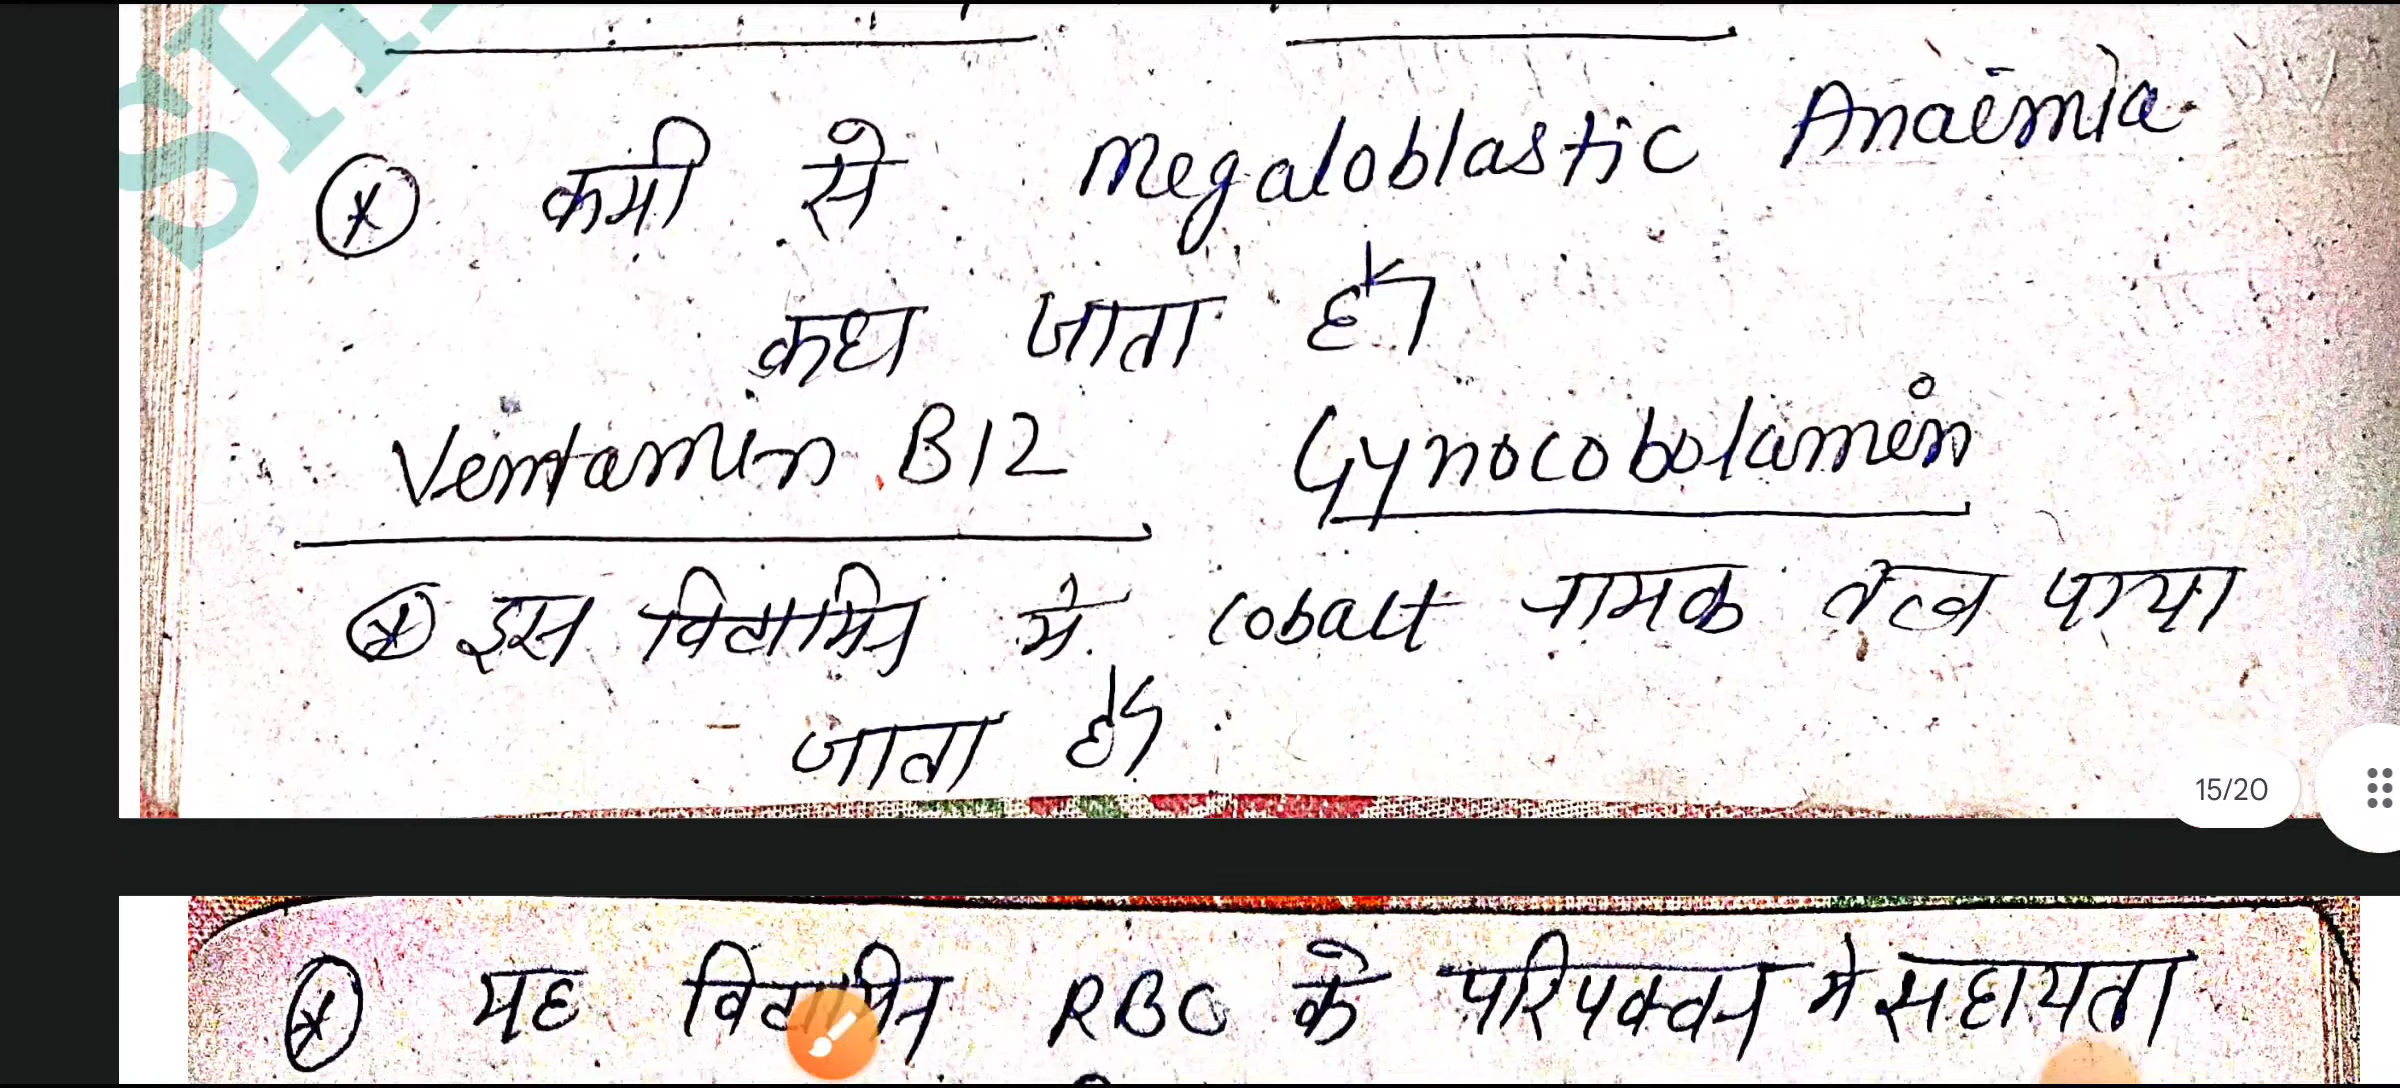 SH
⊛ कमी से Megaloblastic Anaemia
कहा जाता है।
Ventamin B12 Gynocobolamin
⊛ इस विटामिन मे cobalt नामक तत्व पाया
जाता है।
15/20
⊛ यह विटामिन RBC के परिपक्वन मे सहायता